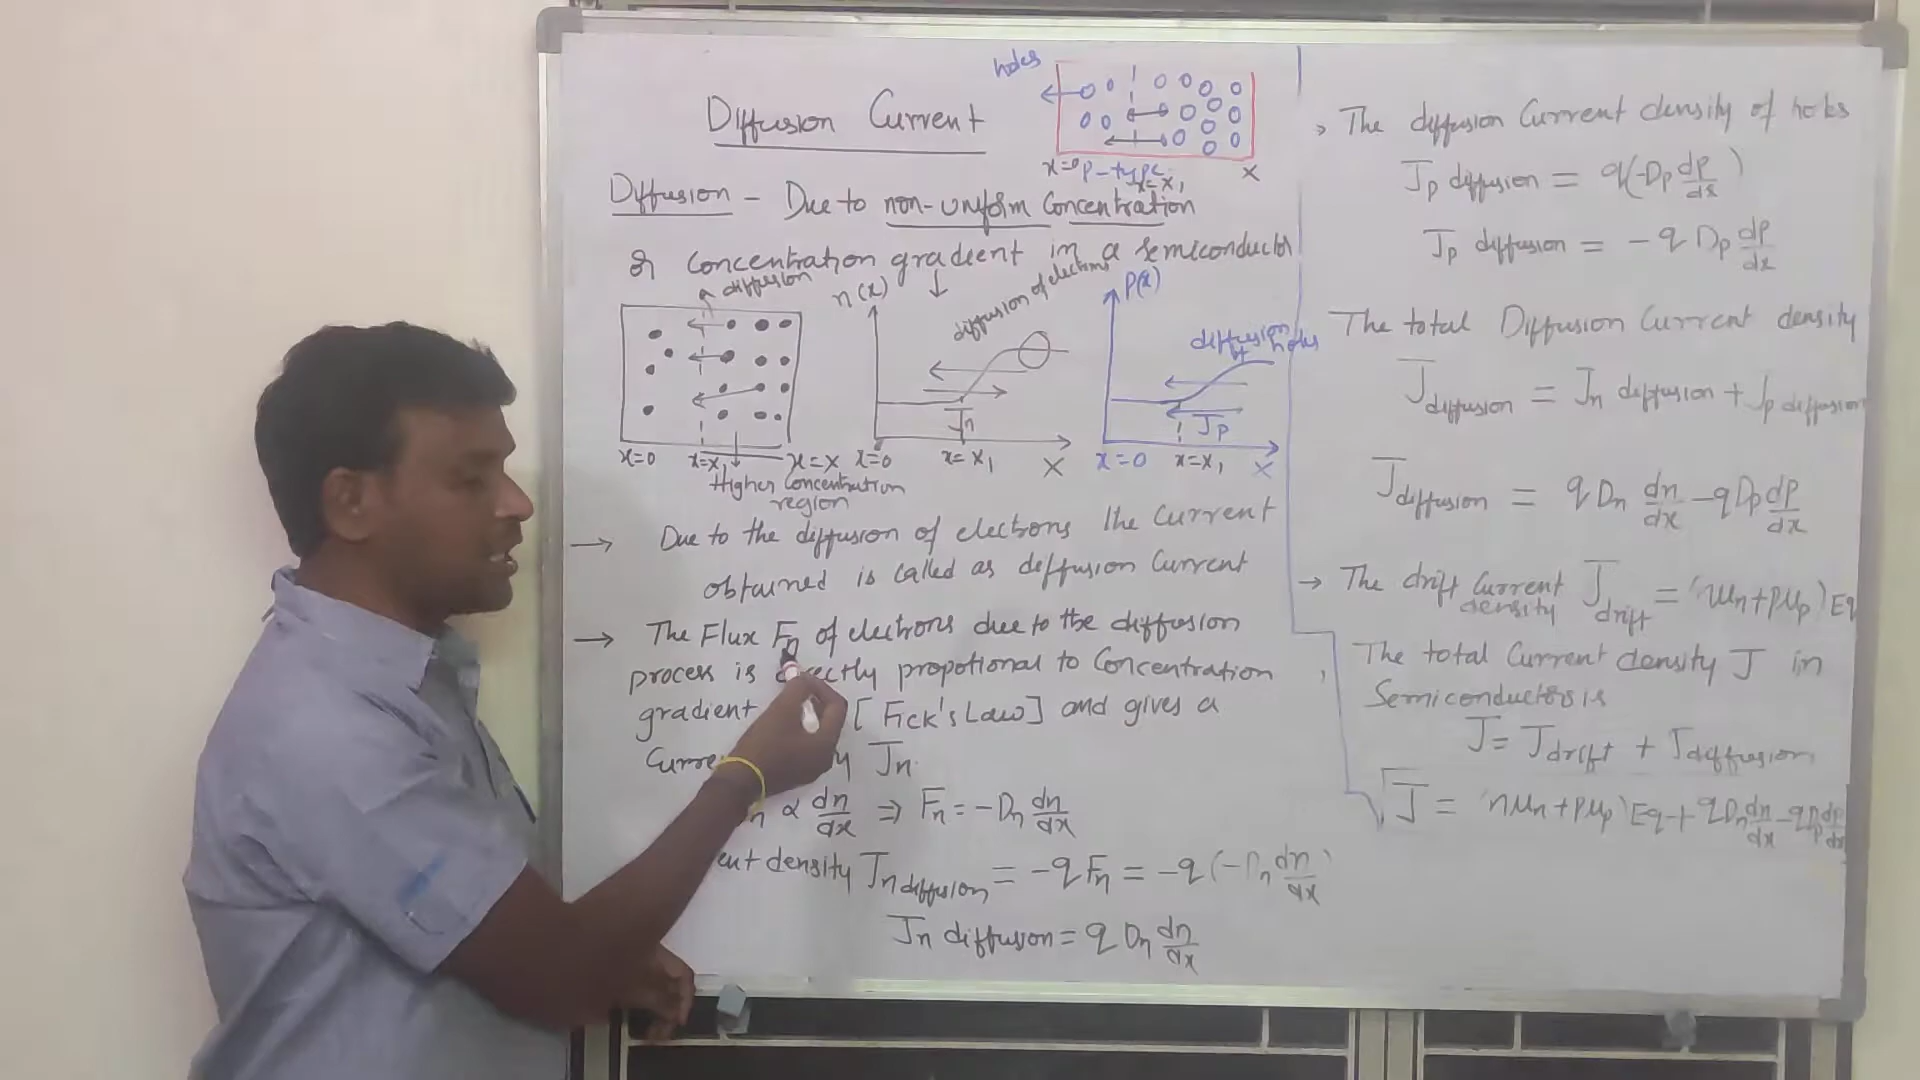 Diffusion Current
holes
x=0 p-type x=x₁ X
Diffusion - Due to non-uniform Concentration
or Concentration gradient in a semiconductor
diffusion
x=0 x=x₁ x=x
Higher Concentration
region
n(x)
diffusion of electrons
Jn
x=0 x=x₁ X
P(x)
diffusion
of holes
Jp
x=0 x=x₁ X
→ Due to the diffusion of electrons the Current
obtained is called as diffusion Current
→ The Flux Fn of electrons due to the diffusion
process is directly propotional to Concentration
gradient [Fick's Law] and gives a
Jn.
∝ dn/dx ⇒ Fn = -Dn dn/dx
density Jn diffusion = -q Fn = -q (-Dn dn/dx)
Jn diffusion = q Dn dn/dx
> The diffusion Current density of holes
Jp diffusion = q(-Dp dp/dx)
Jp diffusion = -q Dp dp/dx
The total Diffusion Current density
Jdiffusion = Jn diffusion + Jp diffusion
Jdiffusion = q Dn dn/dx - q Dp dp/dx
→ The drift Current density Jdrift = nμn + pμp) Eq
The total Current density J in
Semiconductors is
J = Jdrift + Jdiffusion
J = nμn + pμp) Eq + q Dn dn/dx - q Dp dp/dx